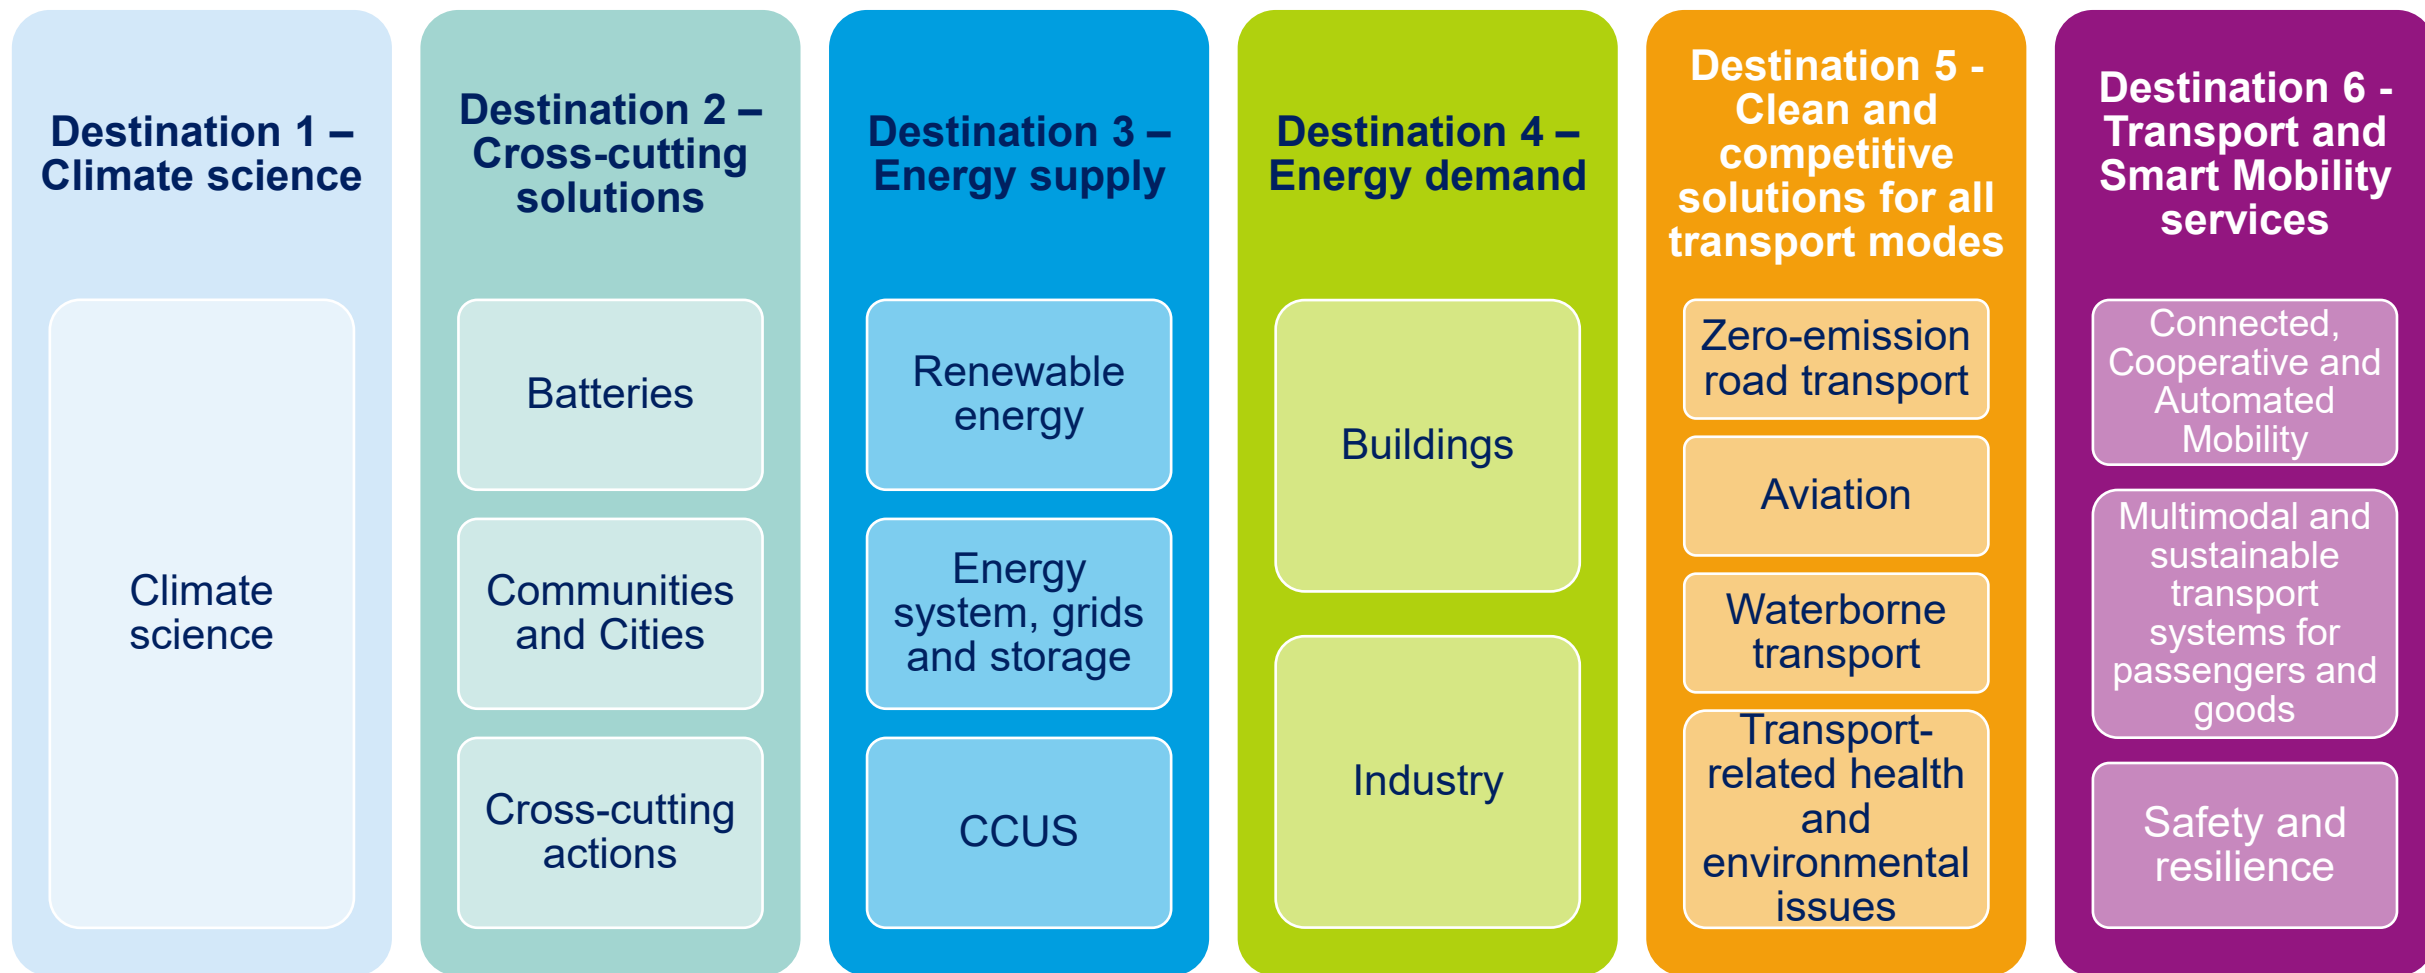 Destination 1 –
Climate science
Climate
science
Destination 2 –
Cross-cutting
solutions
Batteries
Communities
and Cities
Cross-cutting
actions
Destination 3 –
Energy supply
Renewable
energy
Energy
system, grids
and storage
CCUS
Destination 4 –
Energy demand
Buildings
Industry
Destination 5 -
Clean and
competitive
solutions for all
transport modes
Zero-emission
road transport
Aviation
Waterborne
transport
Transport-
related health
and
environmental
issues
Destination 6 -
Transport and
Smart Mobility
services
Connected,
Cooperative and
Automated
Mobility
Multimodal and
sustainable
transport
systems for
passengers and
goods
Safety and
resilience